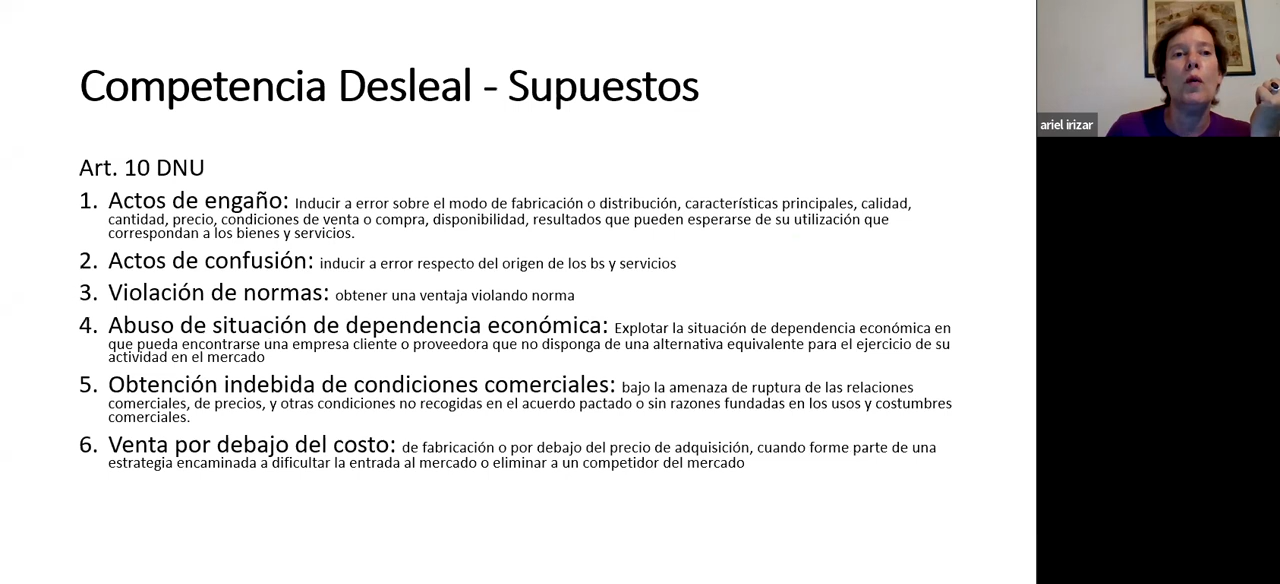 Competencia Desleal - Supuestos
Art. 10 DNU
1. Actos de engaño: Inducir a error sobre el modo de fabricación o distribución, características principales, calidad,
cantidad, precio, condiciones de venta o compra, disponibilidad, resultados que pueden esperarse de su utilización que
correspondan a los bienes y servicios.
2. Actos de confusión: inducir a error respecto del origen de los bs y servicios
3. Violación de normas: obtener una ventaja violando norma
4. Abuso de situación de dependencia económica: Explotar la situación de dependencia económica en
que pueda encontrarse una empresa cliente o proveedora que no disponga de una alternativa equivalente para el ejercicio de su
actividad en el mercado
5. Obtención indebida de condiciones comerciales: bajo la amenaza de ruptura de las relaciones
comerciales, de precios, y otras condiciones no recogidas en el acuerdo pactado o sin razones fundadas en los usos y costumbres
comerciales.
6. Venta por debajo del costo: de fabricación o por debajo del precio de adquisición, cuando forme parte de una
estrategia encaminada a dificultar la entrada al mercado o eliminar a un competidor del mercado
ariel irizar